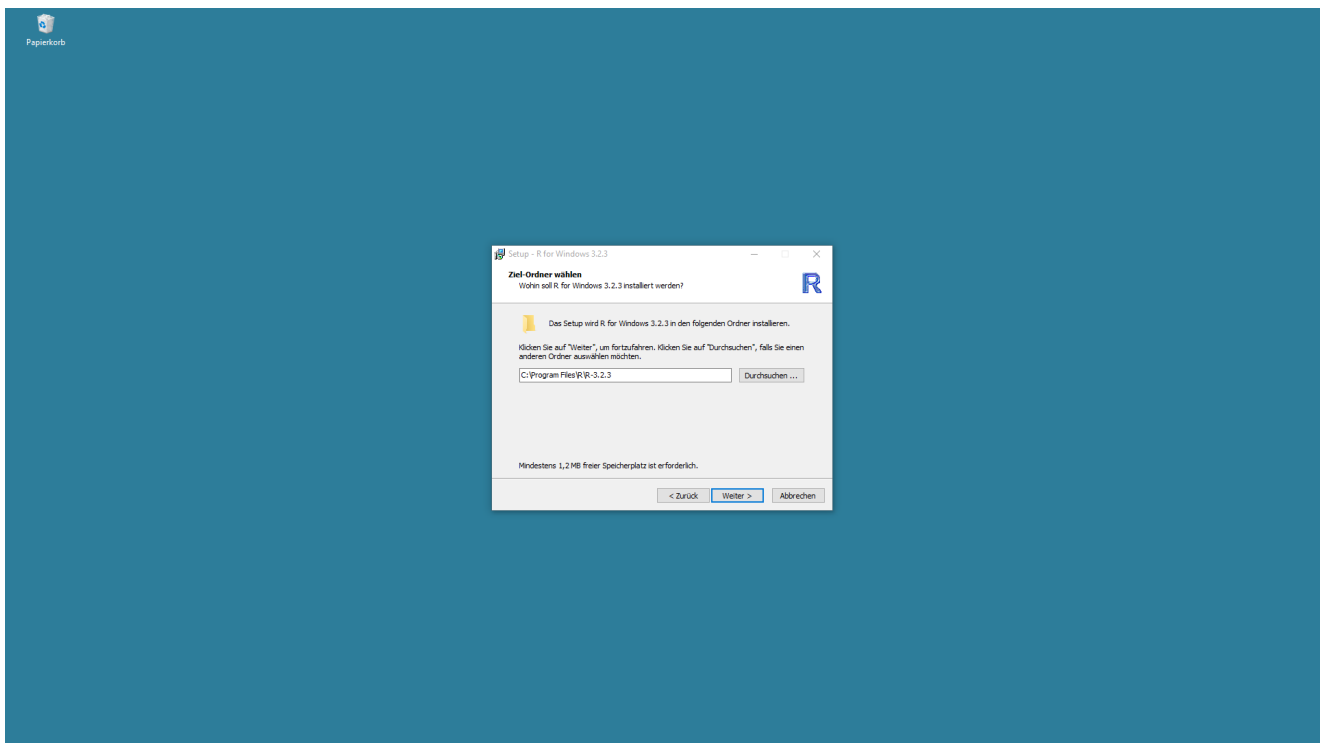 Papierkorb
Setup - R for Windows 3.2.3
Ziel-Ordner wählen
Wohin soll R for Windows 3.2.3 installiert werden?
R
Das Setup wird R for Windows 3.2.3 in den folgenden Ordner installieren.
Klicken Sie auf "Weiter", um fortzufahren. Klicken Sie auf "Durchsuchen", falls Sie einen
anderen Ordner auswählen möchten.
C:\Program Files\R\R-3.2.3
Durchsuchen ...
Mindestens 1,2 MB freier Speicherplatz ist erforderlich.
< Zurück
Weiter >
Abbrechen